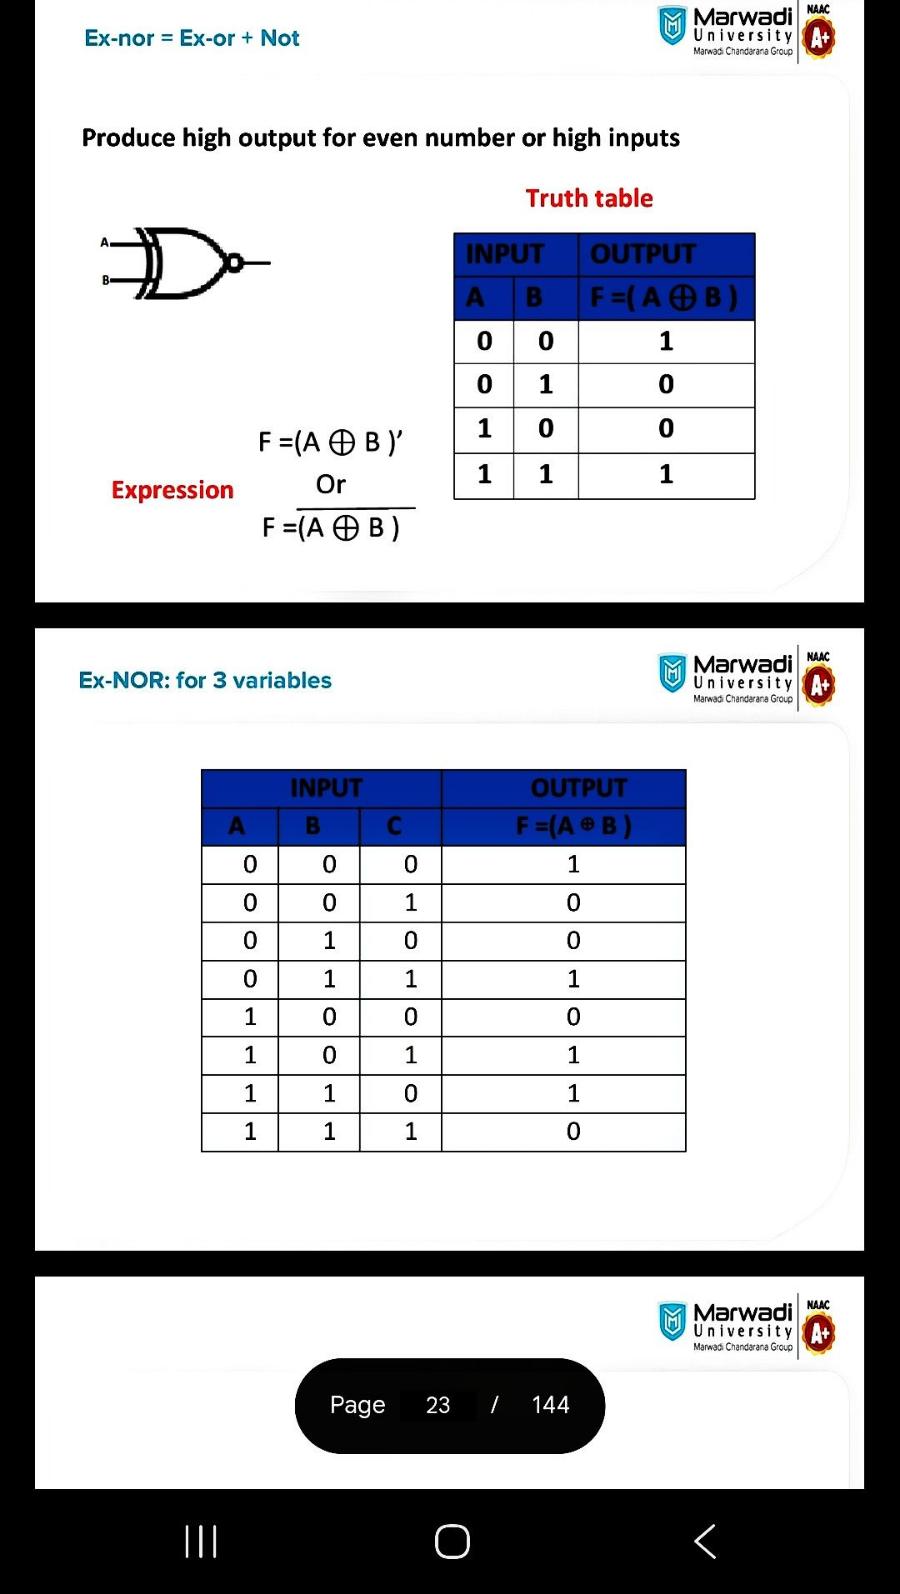 Ex-nor = Ex-or + Not
Marwadi
University
Marwadi Chandarana Group
NAAC
A+
Produce high output for even number or high inputs
Truth table
A
B
INPUT OUTPUT
A B F =( A ⊕ B )
0 0 1
0 1 0
1 0 0
1 1 1
F =(A ⊕ B )’
Expression
Or
F =(A ⊕ B )
Ex-NOR: for 3 variables
Marwadi
University
Marwadi Chandarana Group
NAAC
A+
INPUT OUTPUT
A B C F =(A ⊕ B )
0 0 0 1
0 0 1 0
0 1 0 0
0 1 1 1
1 0 0 0
1 0 1 1
1 1 0 1
1 1 1 0
Marwadi
University
Marwadi Chandarana Group
NAAC
A+
Page 23 / 144